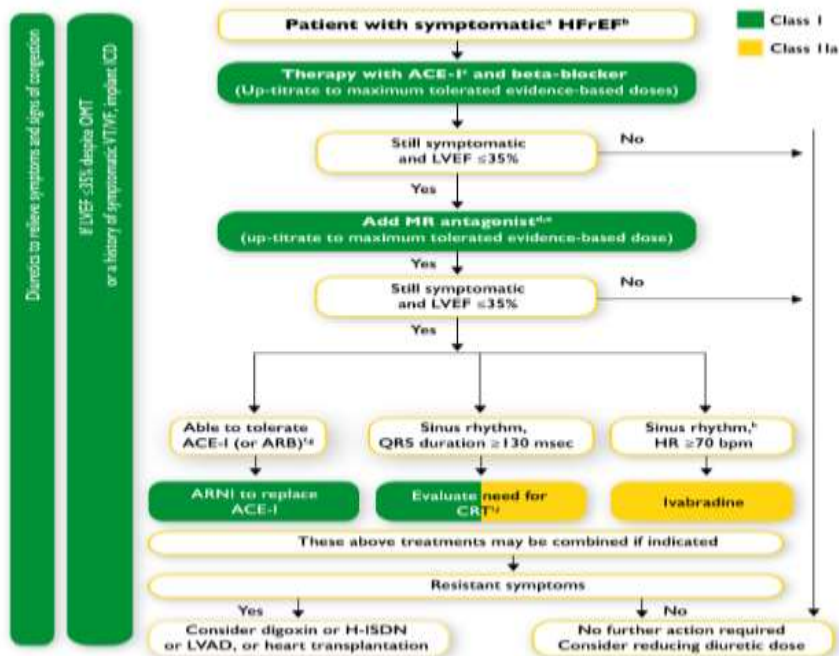 Patient with symptomaticᵃ HFrEFᵇ
Class I
Class IIa
Therapy with ACE-Iᶜ and beta-blocker
(Up-titrate to maximum tolerated evidence-based doses)
Still symptomatic
and LVEF ≤35%
No
Yes
Add MR antagonistᵈ,ᵉ
(up-titrate to maximum tolerated evidence-based dose)
Yes
Still symptomatic
and LVEF ≤35%
No
Yes
Able to tolerate
ACE-I (or ARB)ᶠ,ᵍ
Sinus rhythm,
QRS duration ≥130 msec
Sinus rhythm,ʰ
HR ≥70 bpm
ARNI to replace
ACE-I
Evaluate need for
CRTⁱ,ʲ
Ivabradine
These above treatments may be combined if indicated
Resistant symptoms
Yes
No
Consider digoxin or H-ISDN
or LVAD, or heart transplantation
No further action required
Consider reducing diuretic dose
Diuretics to relieve symptoms and signs of congestion
If LVEF ≤35% despite OMT
or a history of symptomatic VT/VF, implant ICD